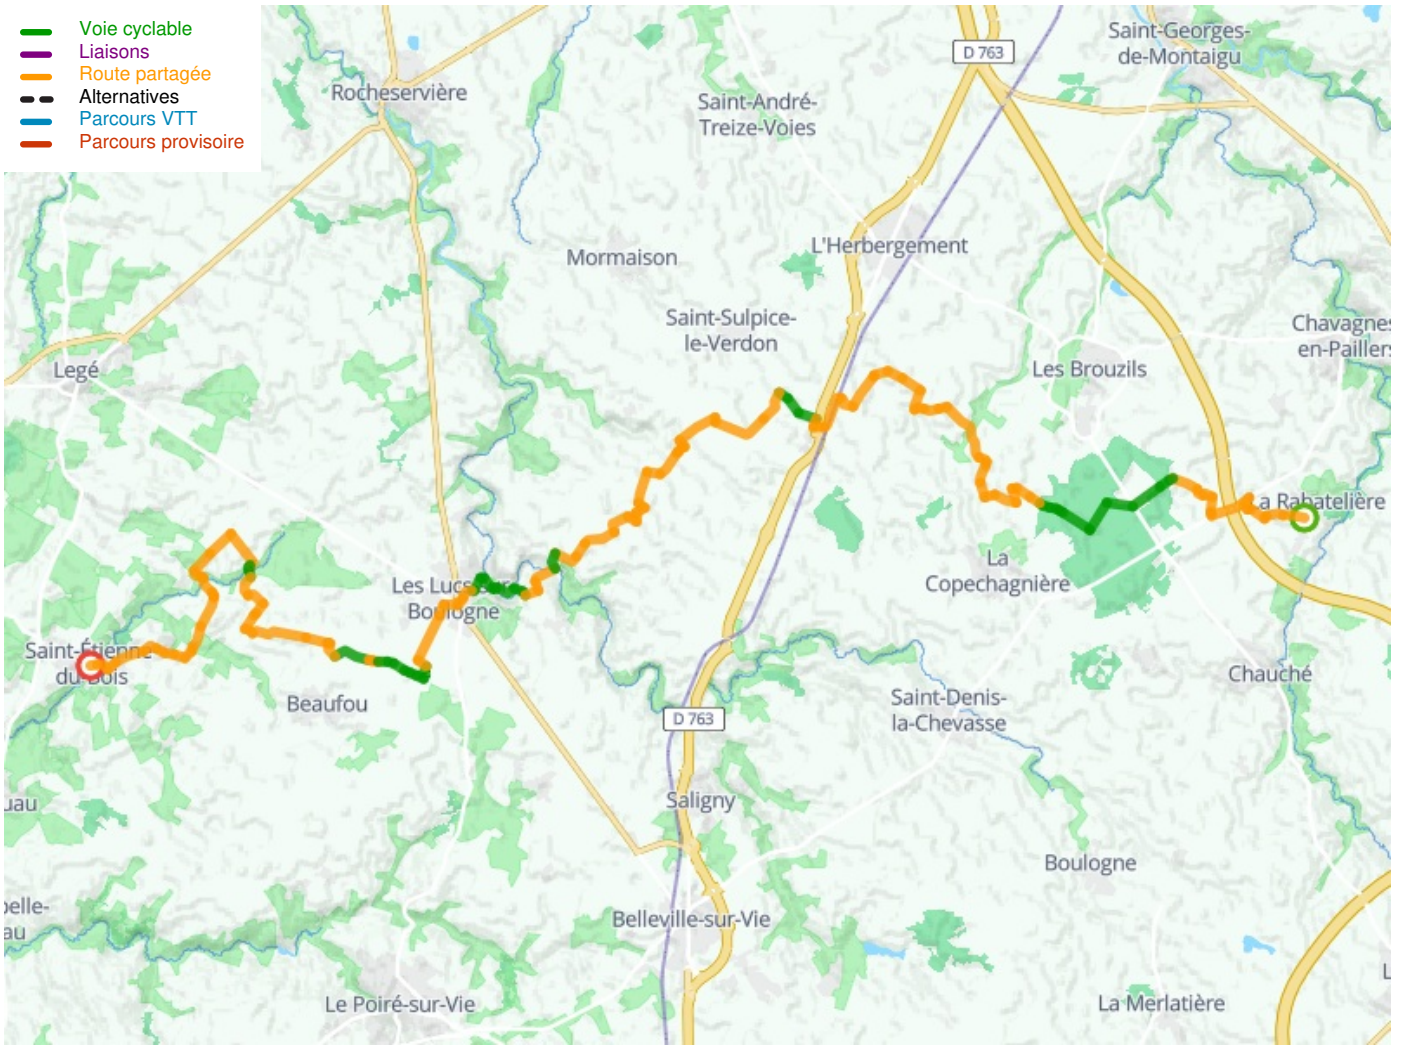 Voie cyclable
Liaisons
Route partagée
Alternatives
Parcours VTT
Parcours provisoire
D 763
Saint-Georges-
de-Montaigu
Rocheservière
Saint-André-
Treize-Voies
L'Herbergement
Mormaison
Saint-Sulpice-
le-Verdon
Chavagnes
en-Paillers
Legé
Les Brouzils
a Rabatelière
La
Copechagnière
Les Lucs-sur
Boulogne
Saint-Étienne
du-Bois
Beaufou
Chauché
Saint-Denis-
la-Chevasse
D 763
uau
Saligny
Boulogne
belle-
au
Belleville-sur-Vie
Le Poiré-sur-Vie
La Merlatière
L